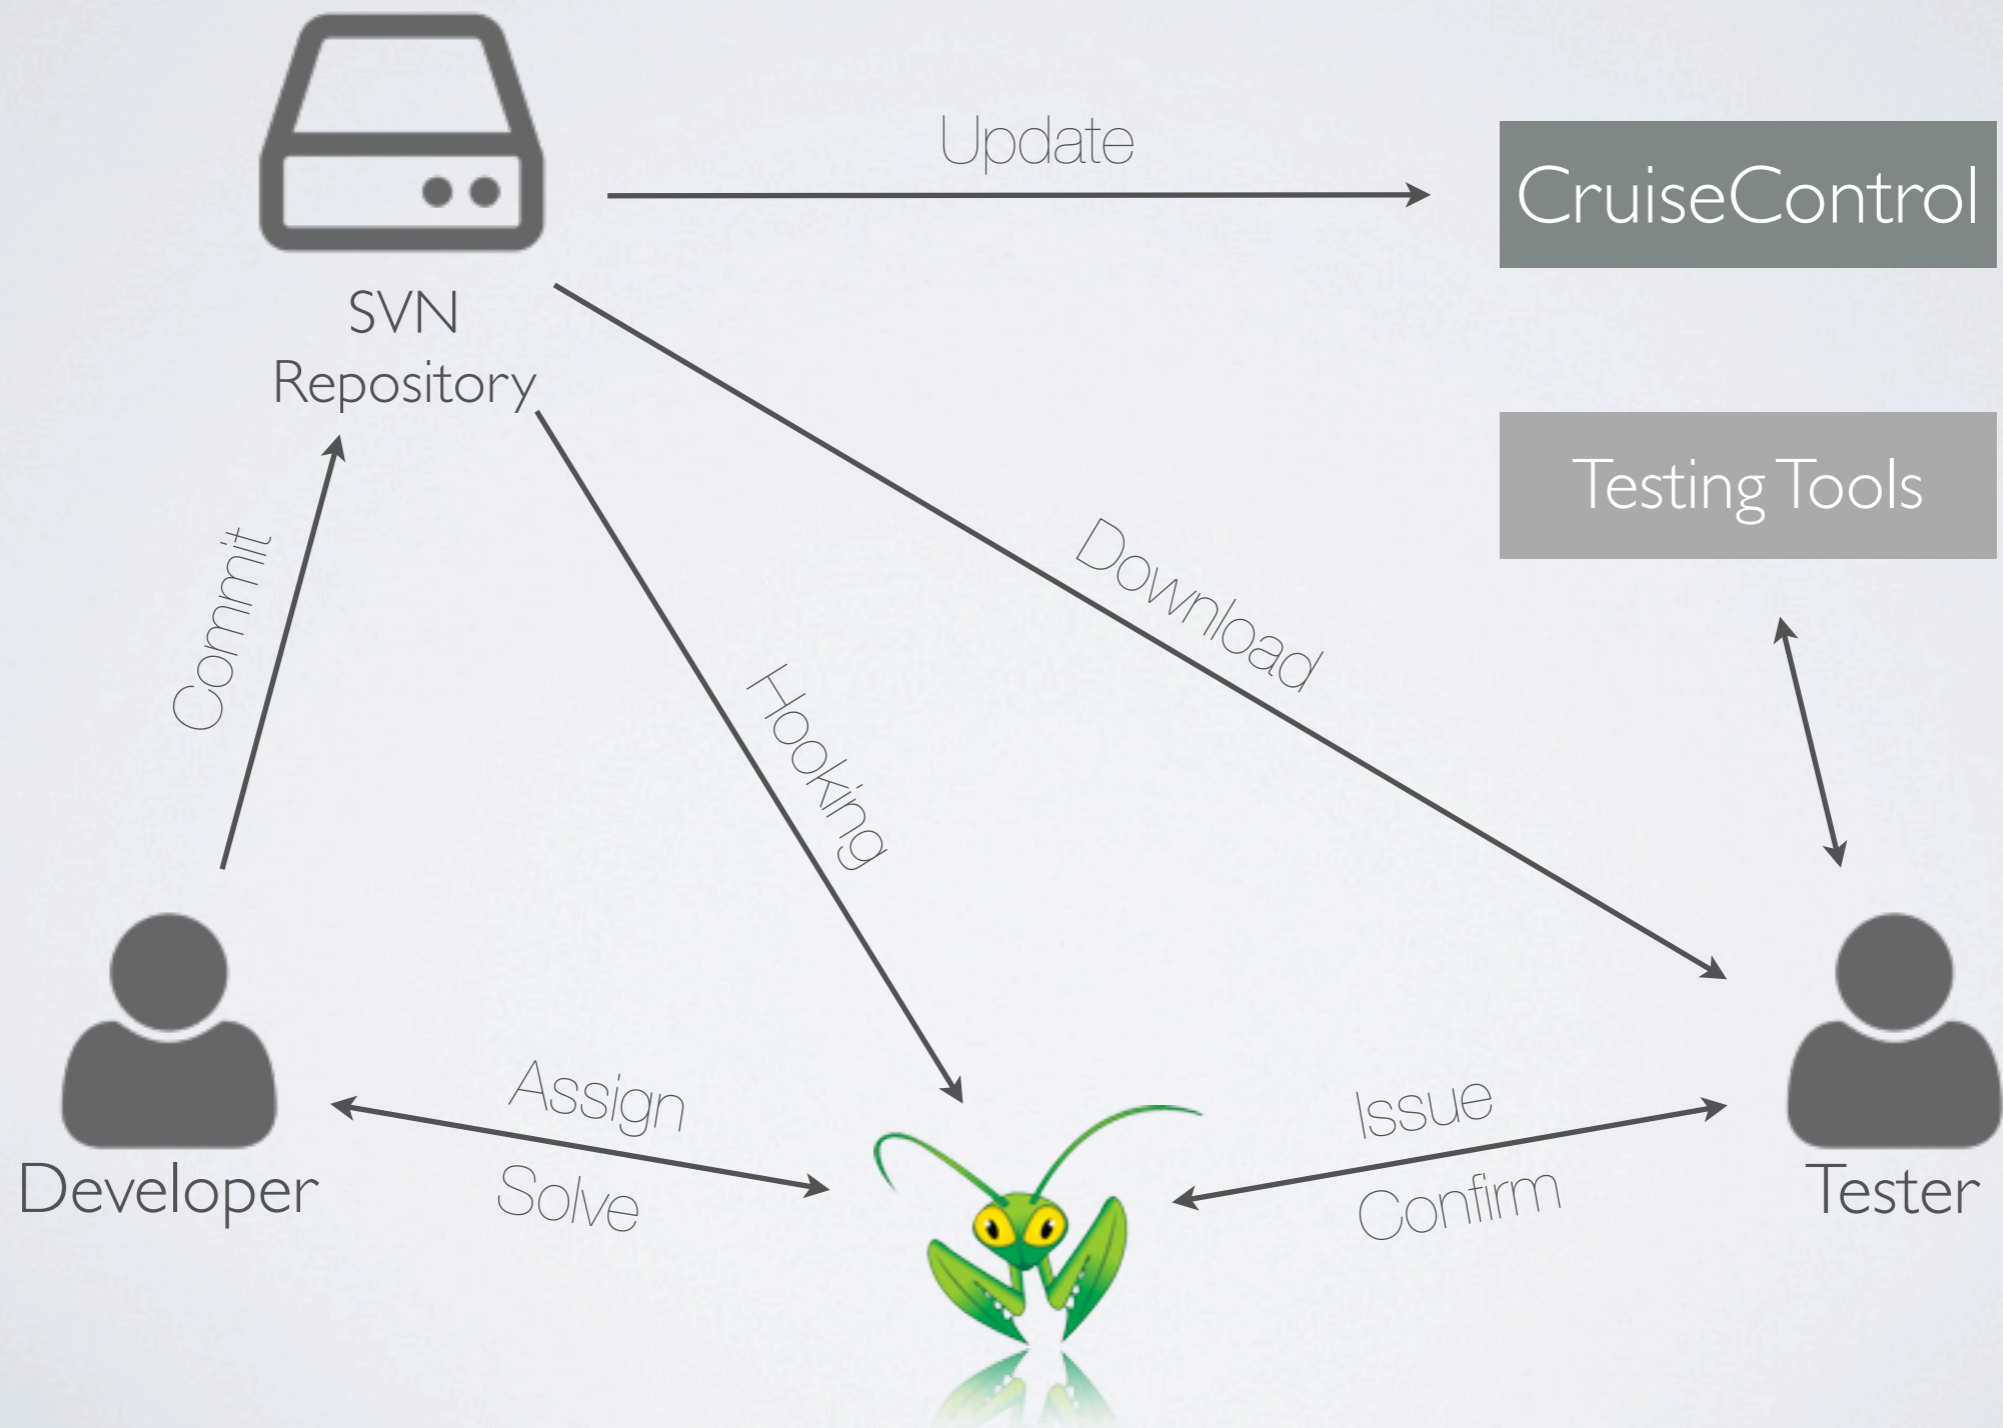 Update
CruiseControl
SVN
Repository
Testing Tools
Commit
Download
Hooking
Assign
Solve
Issue
Confirm
Developer
Tester